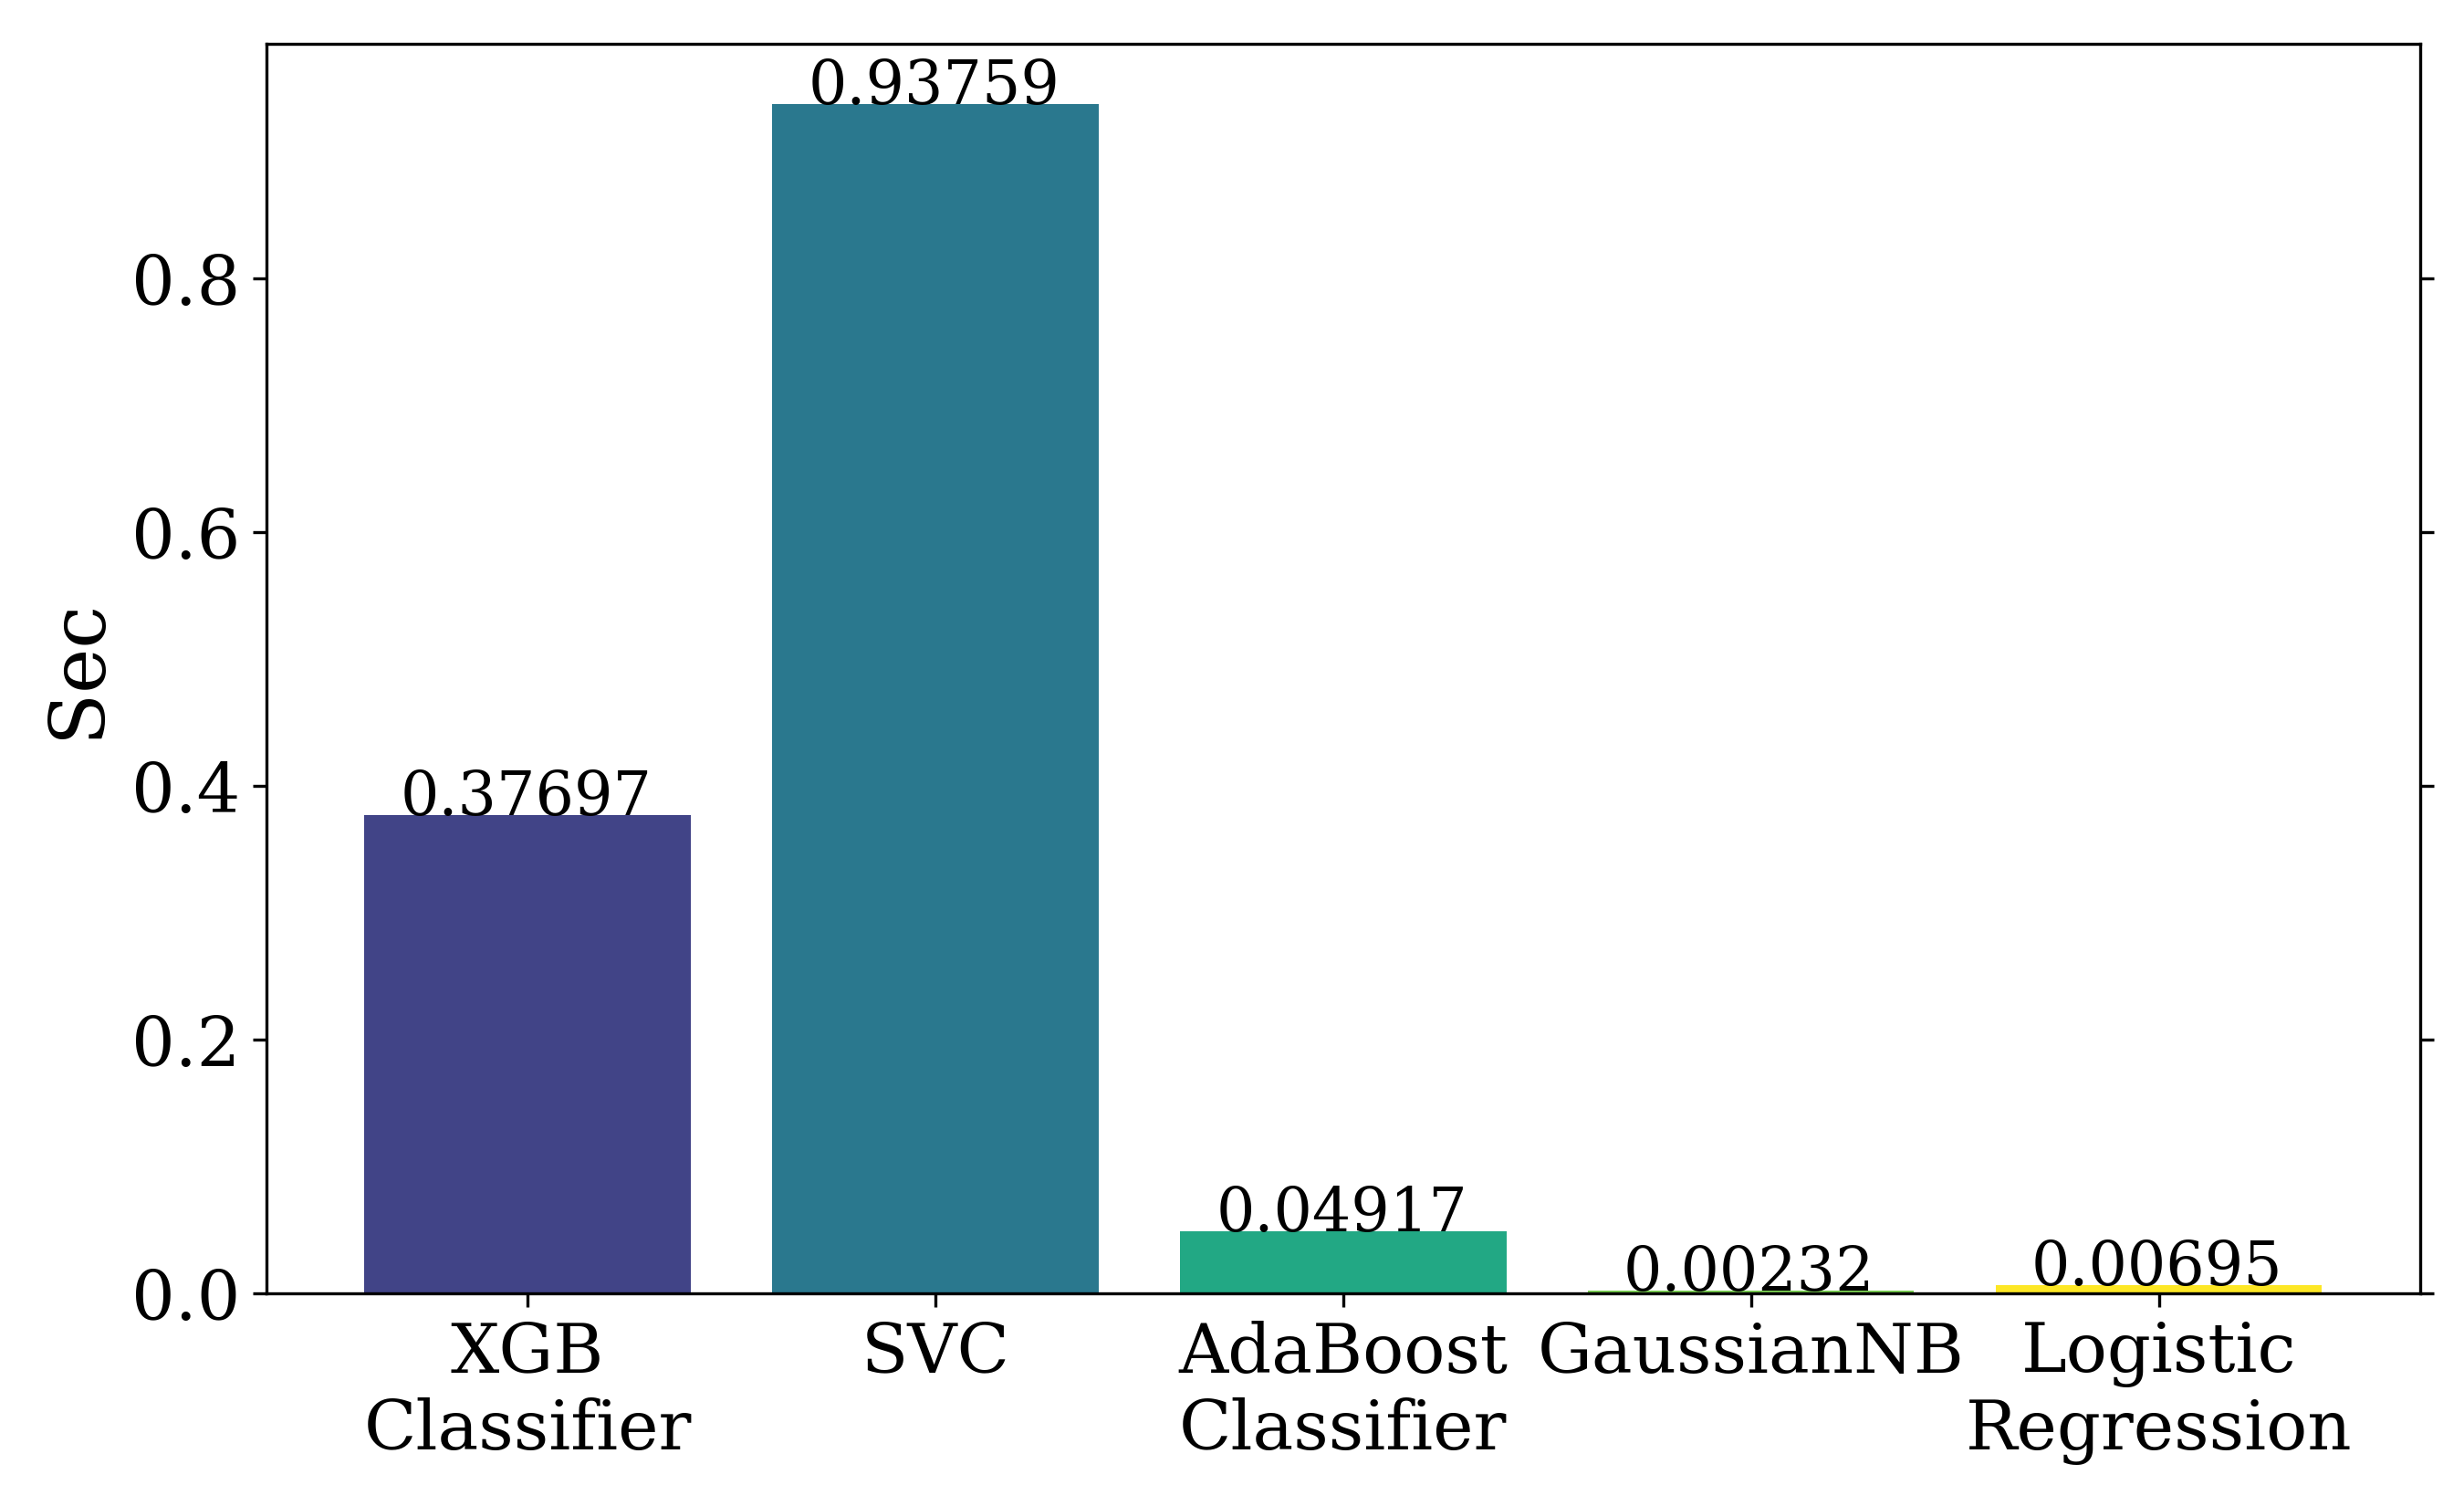 Sec
0.8
0.6
0.4
0.2
0.0
0.37697
0.93759
0.04917
0.00232
0.00695
XGB
Classifier
SVC
AdaBoost
Classifier
GaussianNB
Logistic
Regression